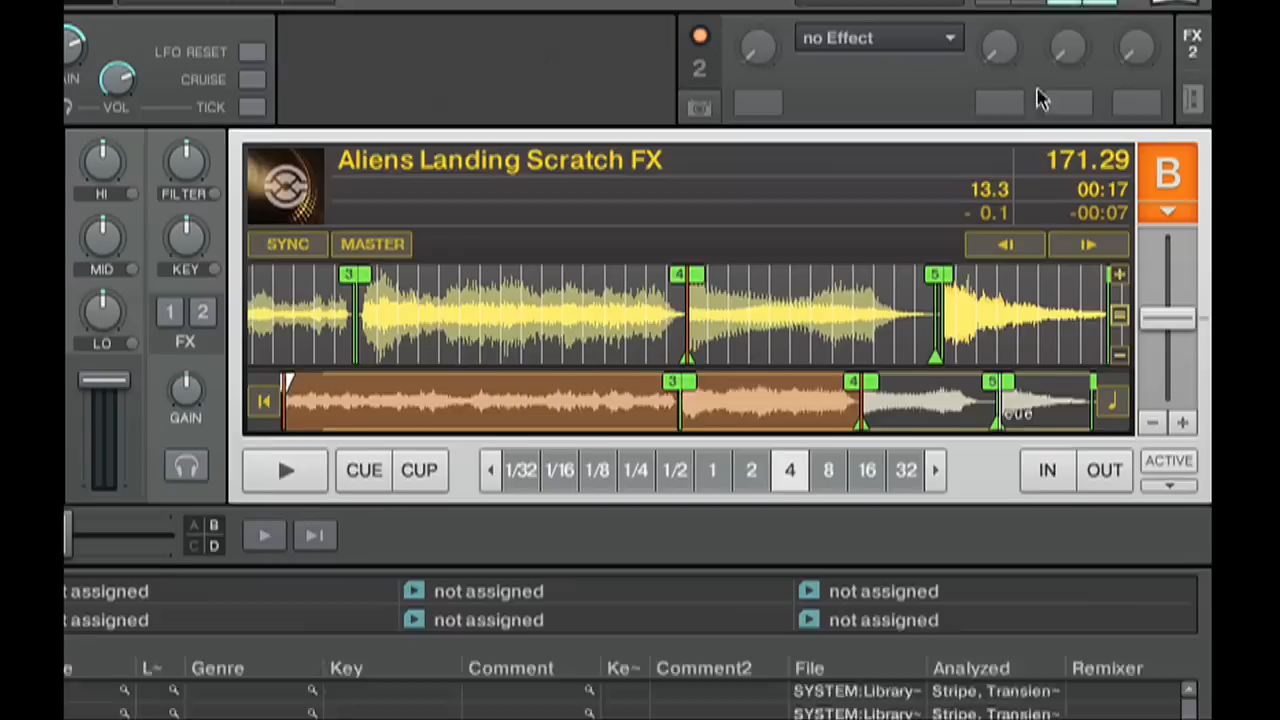 LFO RESET
no Effect
FX
2
2
IN
CRUISE
VOL
TICK
Aliens Landing Scratch FX
171.29
B
HI
FILTER
13.3
00:17
- 0.1
-00:07
SYNC
MASTER
MID
KEY
3
4
5
1
2
LO
FX
3
4
5
cue
GAIN
CUE
CUP
1/32
1/16
1/8
1/4
1/2
1
2
4
8
16
32
IN
OUT
ACTIVE
A
B
C
D
t assigned
not assigned
not assigned
t assigned
not assigned
not assigned
e
L~
Genre
Key
Comment
Ke~
Comment2
File
Analyzed
Remixer
SYSTEM:Library~
Stripe, Transien~
SYSTEM:Library~
Stripe, Transien~